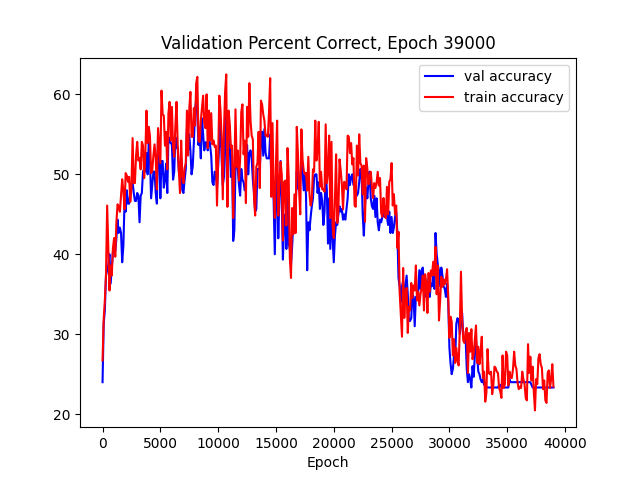 Validation Percent Correct, Epoch 39000
val accuracy
train accuracy
60
50
40
30
20
0 5000 10000 15000 20000 25000 30000 35000 40000
Epoch